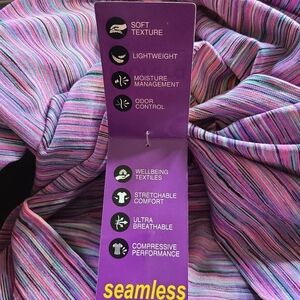 SOFT
TEXTURE
LIGHTWEIGHT
MOISTURE
MANAGEMENT
ODOR
CONTROL
WELLBEING
TEXTILES
STRETCHABLE
COMFORT
ULTRA
BREATHABLE
COMPRESSIVE
PERFORMANCE
seamless